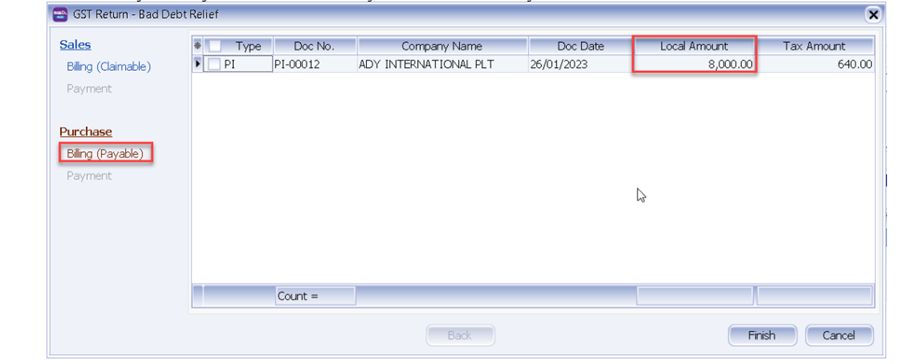 GST Return - Bad Debt Relief
Sales
Billing (Claimable)
Payment
Purchase
Billing (Payable)
Payment
Type Doc No. Company Name Doc Date Local Amount Tax Amount
PI PI-00012 ADY INTERNATIONAL PLT 26/01/2023 8,000.00 640.00
Count =
Back Finish Cancel